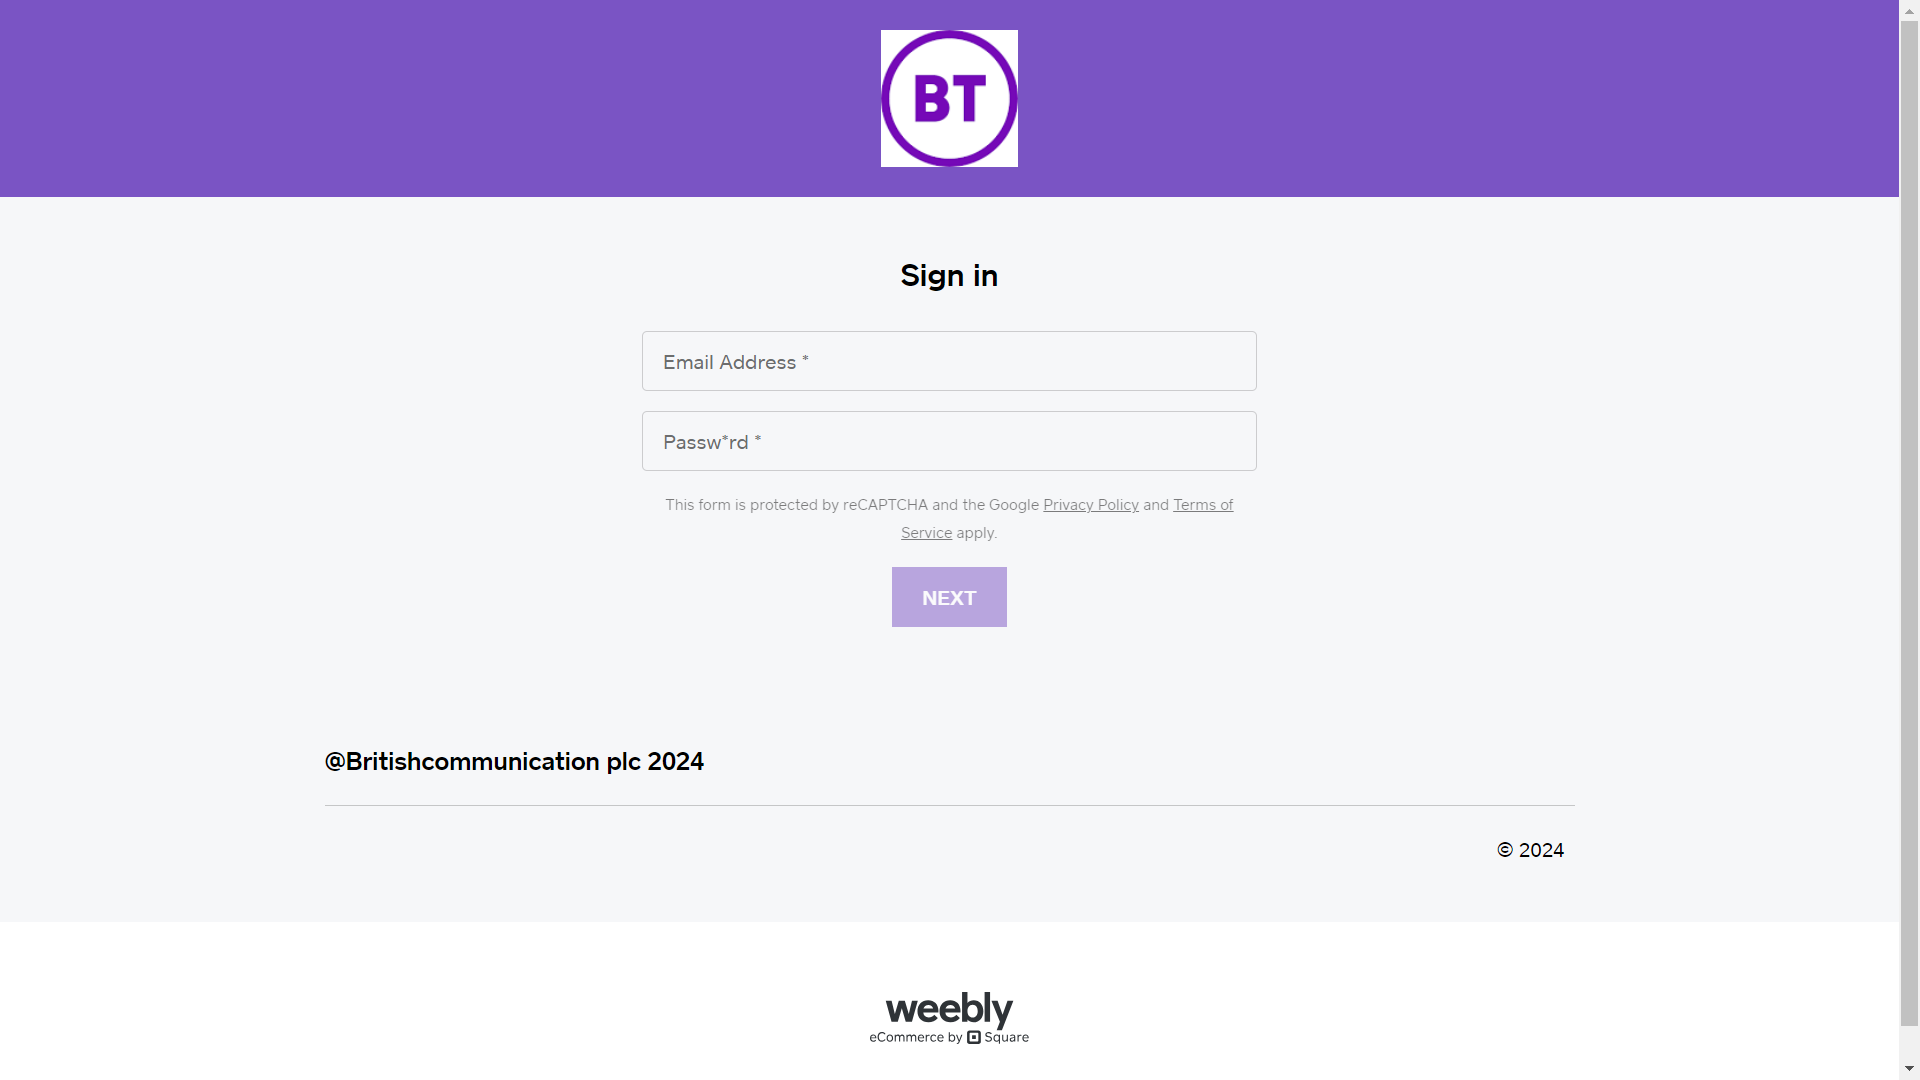 BT
Sign in
Email Address *
Passw*rd *
This form is protected by reCAPTCHA and the Google Privacy Policy and Terms of
Service apply.
NEXT
@Britishcommunication plc 2024
© 2024
weebly
eCommerce by Square